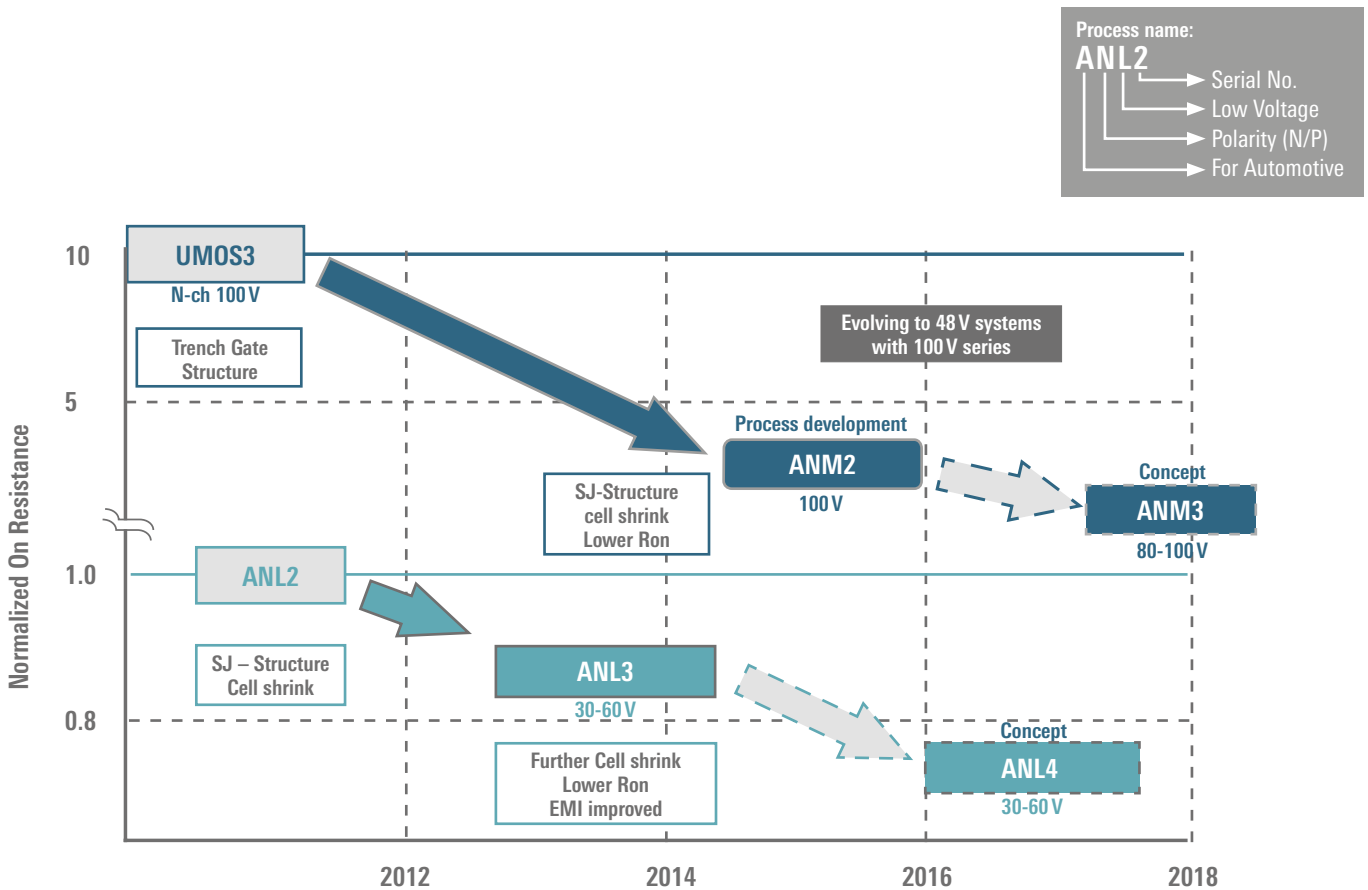 Process name:
ANL2
Serial No.
Low Voltage
Polarity (N/P)
For Automotive
Normalized On Resistance
10
5
1.0
0.8
UMOS3
N-ch 100 V
Trench Gate
Structure
Evolving to 48 V systems
with 100 V series
Process development
ANM2
100 V
SJ-Structure
cell shrink
Lower Ron
Concept
ANM3
80-100 V
ANL2
SJ – Structure
Cell shrink
ANL3
30-60 V
Further Cell shrink
Lower Ron
EMI improved
Concept
ANL4
30-60 V
2012
2014
2016
2018